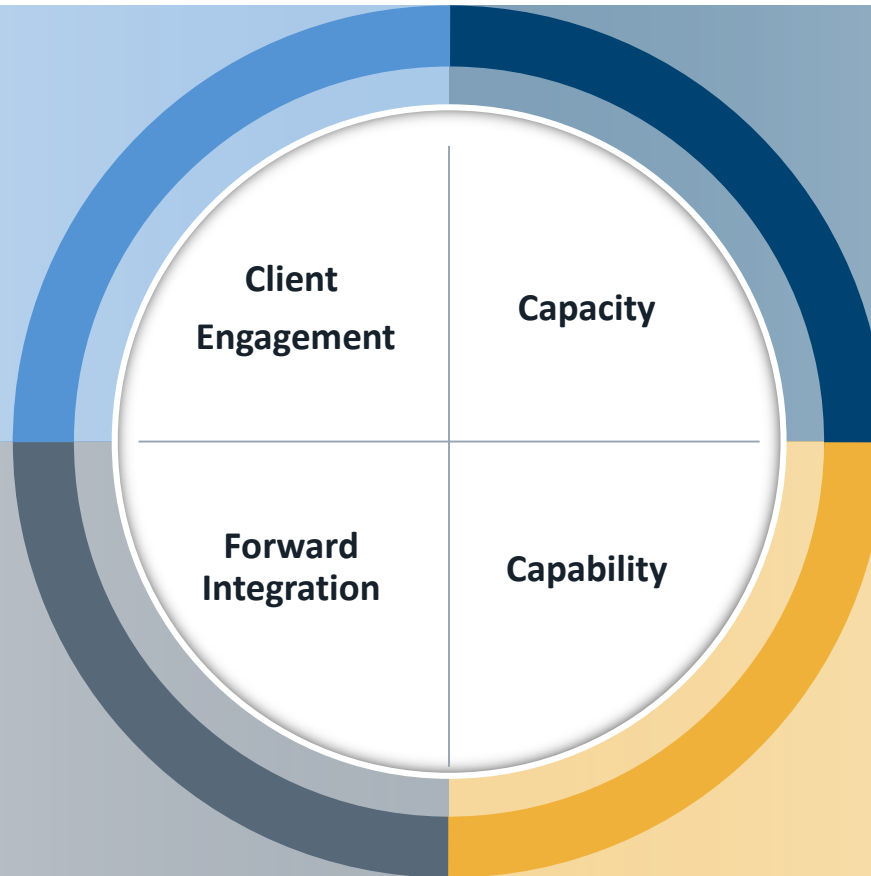 Client
Engagement
Capacity
Forward
Integration
Capability